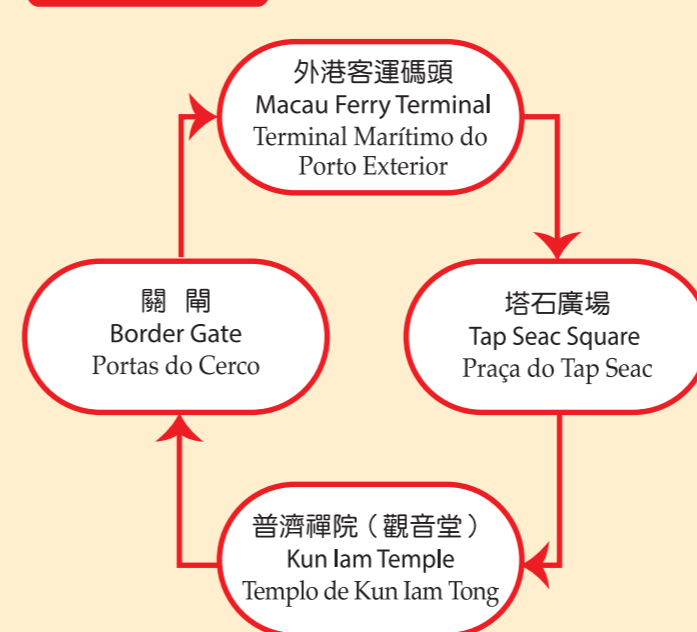 外港客運碼頭
Macau Ferry Terminal
Terminal Marítimo do
Porto Exterior
關 閘
Border Gate
Portas do Cerco
塔石廣場
Tap Seac Square
Praça do Tap Seac
普濟禪院（觀音堂）
Kun Iam Temple
Templo de Kun Iam Tong